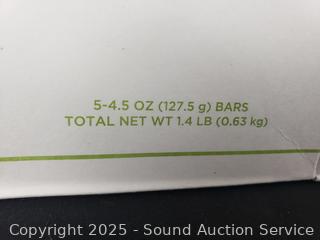 5-4.5 OZ (127.5 g) BARS
TOTAL NET WT 1.4 LB (0.63 kg)
Copyright 2025 - Sound Auction Service